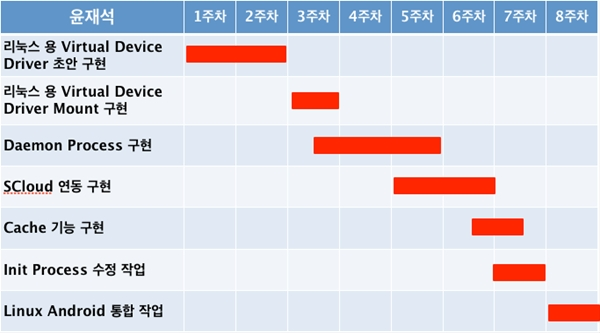 윤재석 1주차 2주차 3주차 4주차 5주차 6주차 7주차 8주차
리눅스 용 Virtual Device
Driver 초안 구현
리눅스 용 Virtual Device
Driver Mount 구현
Daemon Process 구현
SCloud 연동 구현
Cache 기능 구현
Init Process 수정 작업
Linux Android 통합 작업